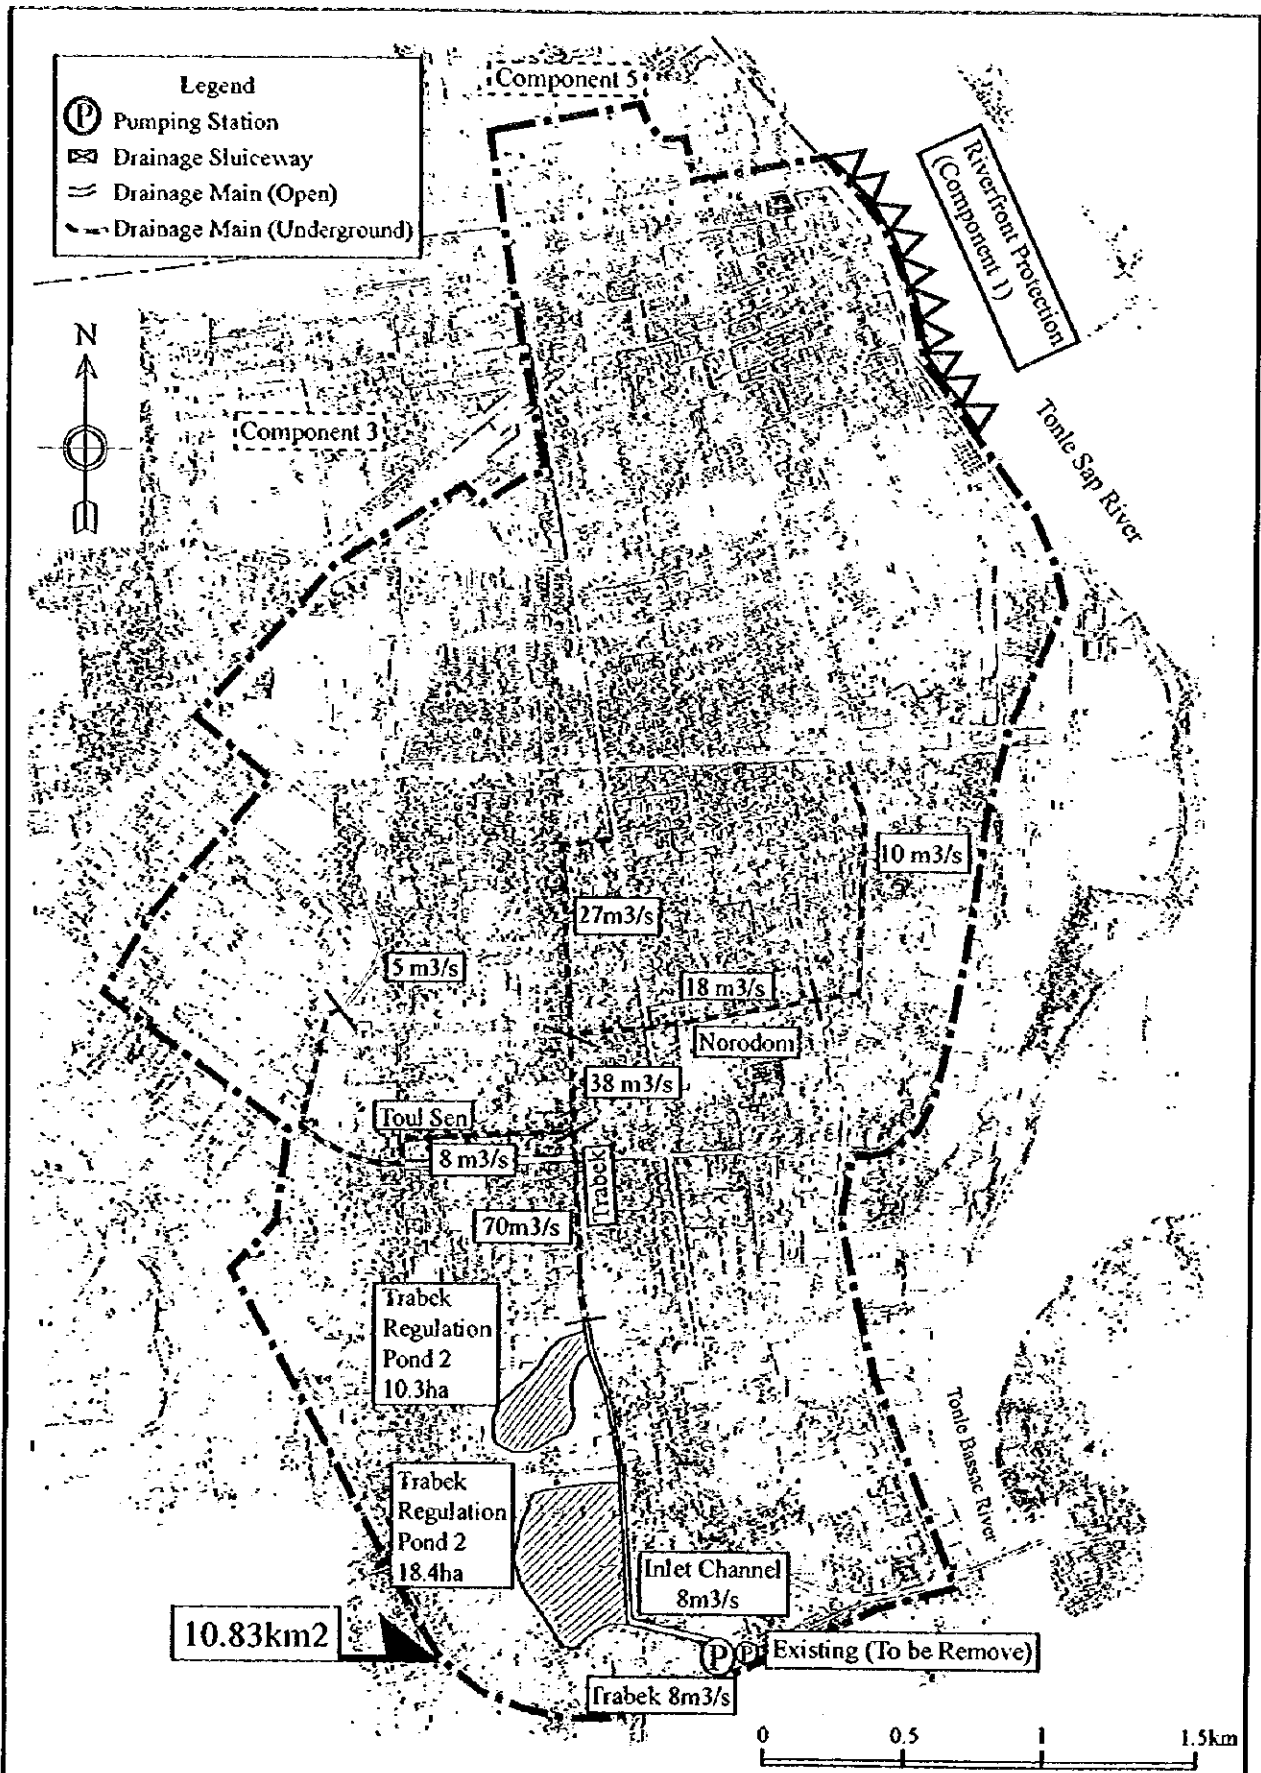 Component 5
Legend
P Pumping Station
Drainage Sluiceway
Drainage Main (Open)
Drainage Main (Underground)
Riverfront Protection
(Component 1)
N
Component 3
Tonle Sap River
10 m3/s
27m3/s
5 m3/s
18 m3/s
Norodom
38 m3/s
Toul Sen
8 m3/s
Trabek
70m3/s
Trabek
Regulation
Pond 2
10.3ha
Tonle Bassac River
Trabek
Regulation
Pond 2
18.4ha
Inlet Channel
8m3/s
10.83km2
P P Existing (To be Remove)
Trabek 8m3/s
0 0.5 1 1.5km